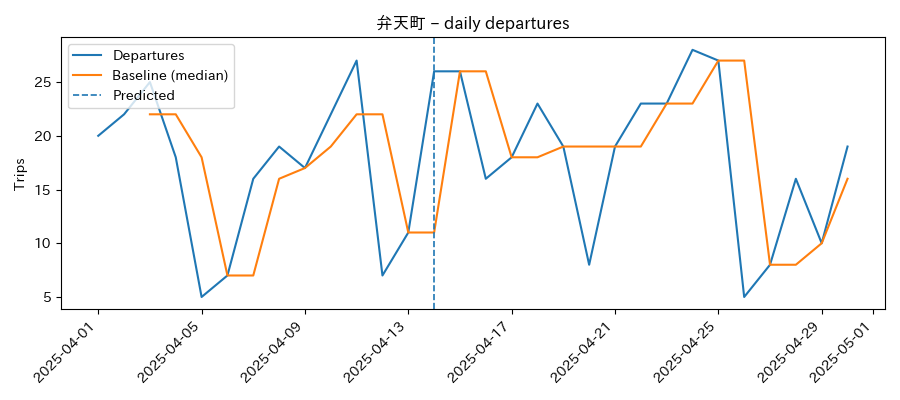 弁天町 – daily departures
Departures
Baseline (median)
Predicted
Trips
25
20
15
10
5
2025-04-01
2025-04-05
2025-04-09
2025-04-13
2025-04-17
2025-04-21
2025-04-25
2025-04-29
2025-05-01